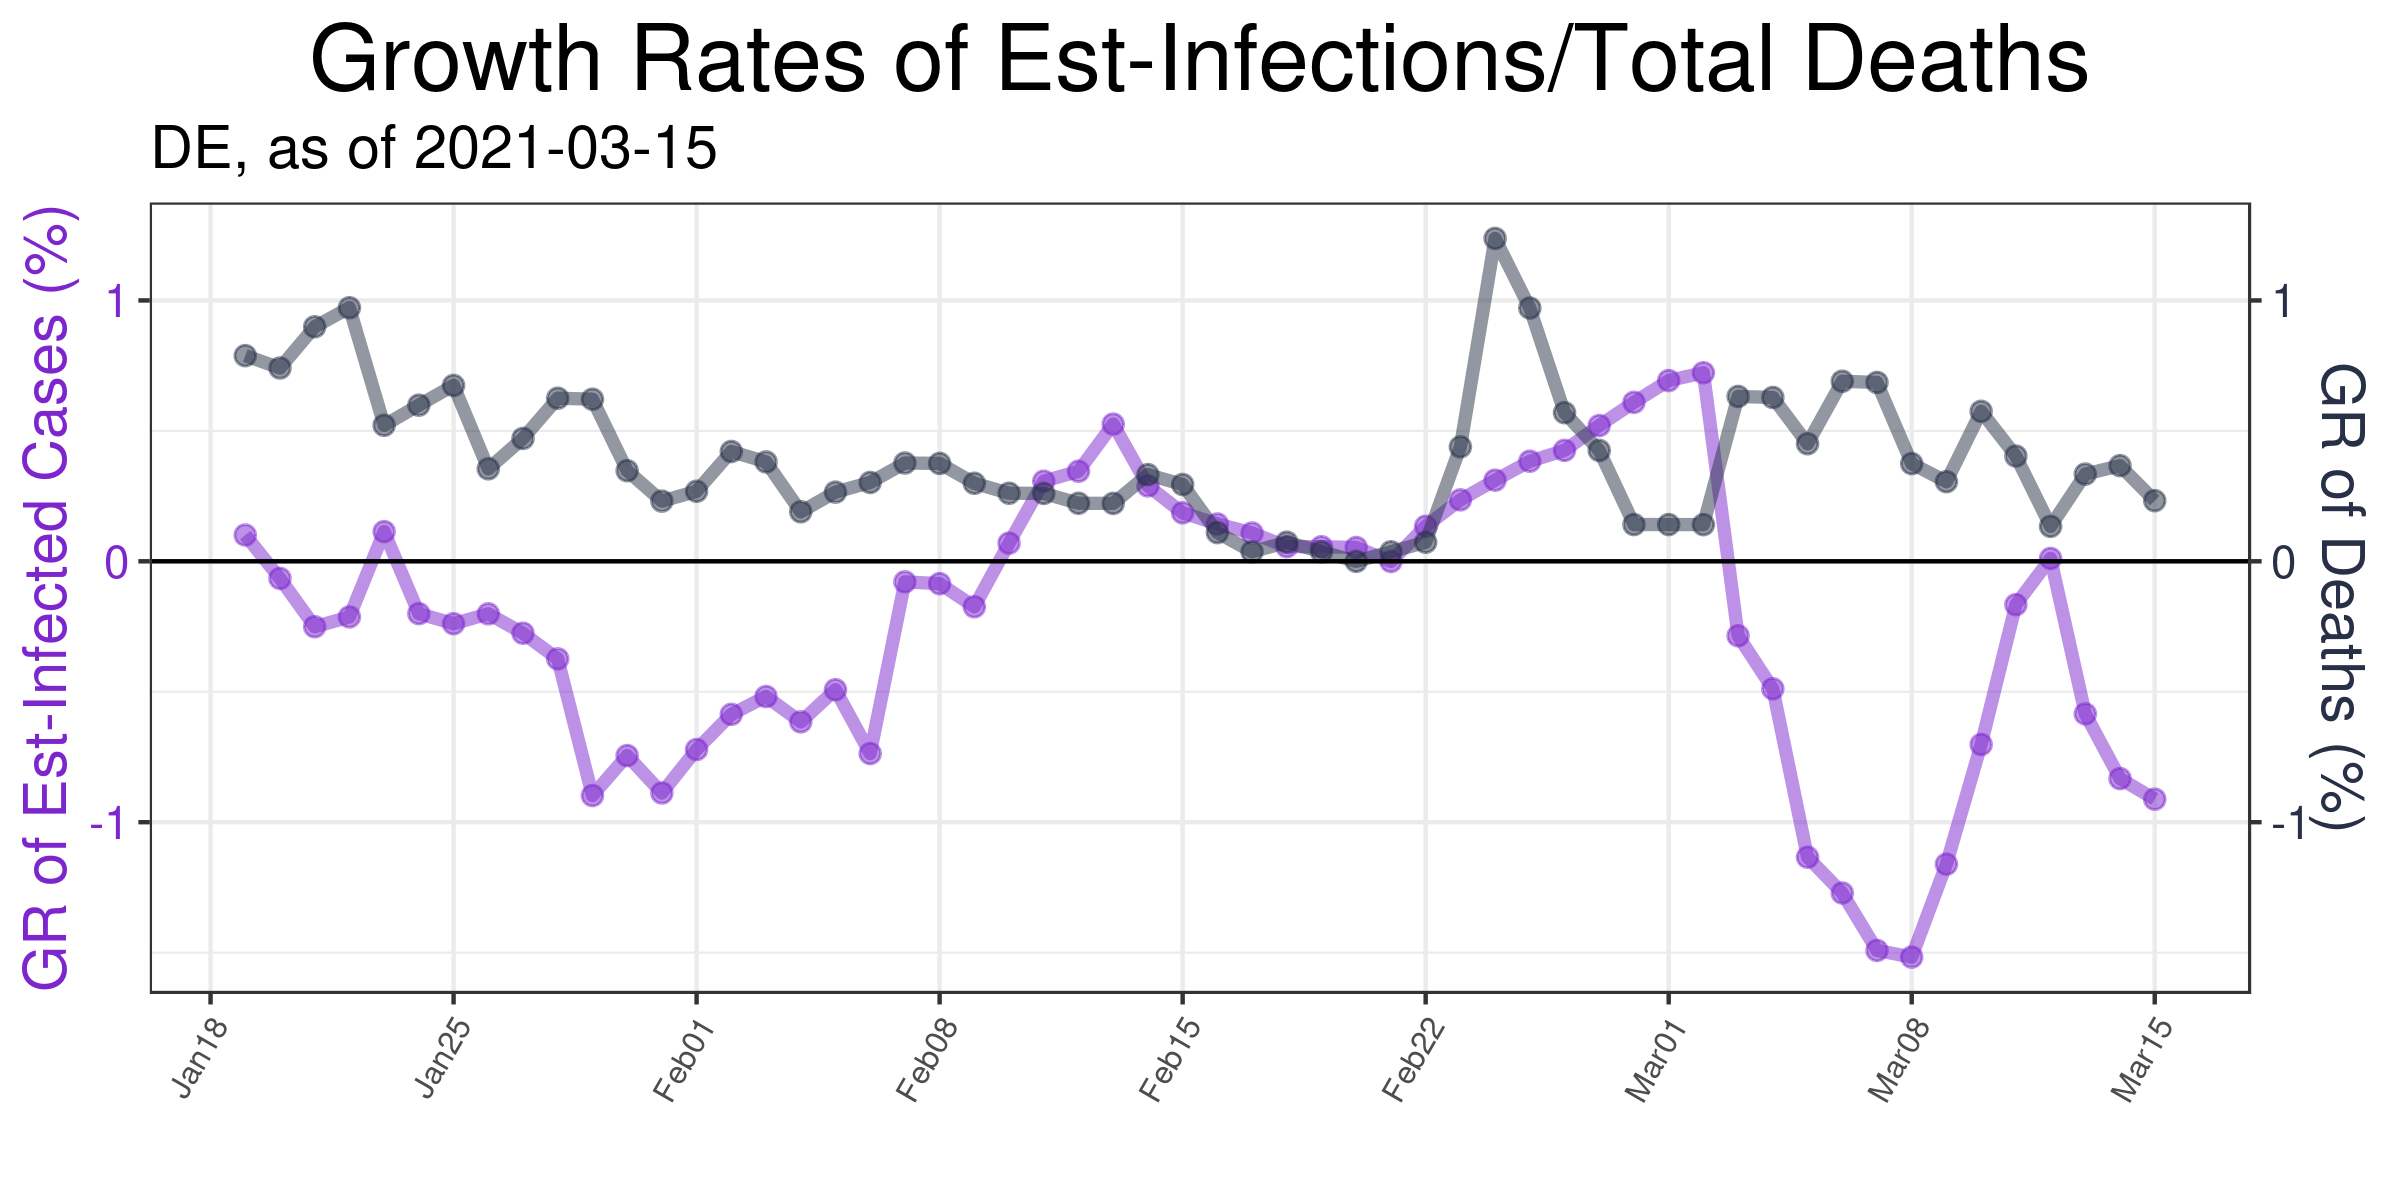 Growth Rates of Est-Infections/Total Deaths
DE, as of 2021-03-15
GR of Est-Infected Cases (%)
1
0
-1
1
0
-1
GR of Deaths (%)
Jan18
Jan25
Feb01
Feb08
Feb15
Feb22
Mar01
Mar08
Mar15